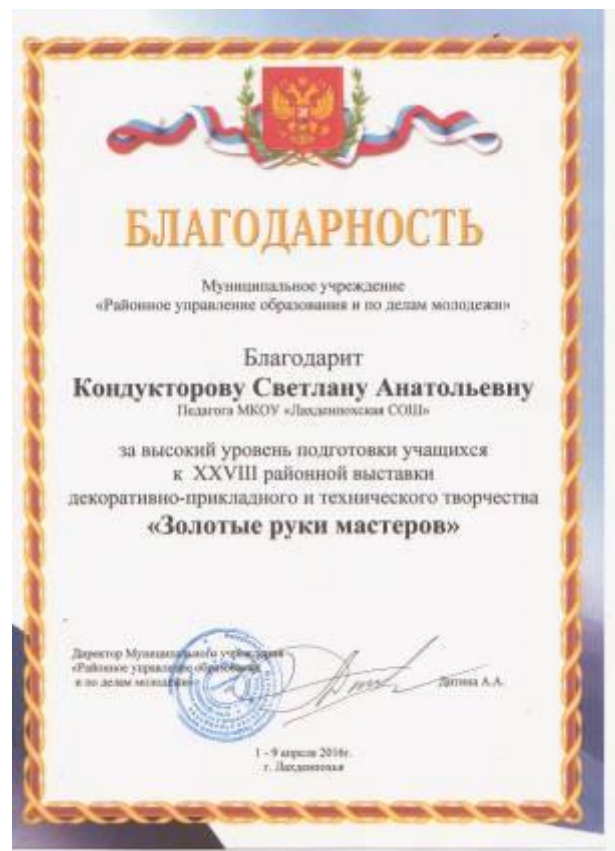 БЛАГОДАРНОСТЬ
Муниципальное учреждение
«Районное управление образования и по делам молодежи»
Благодарит
Кондукторову Светлану Анатольевну
Педагога МКОУ «Лахденпохская СОШ»
за высокий уровень подготовки учащихся
к XXVIII районной выставки
декоративно-прикладного и технического творчества
«Золотые руки мастеров»
Директор Муниципального учреждения
«Районное управление образования
и по делам молодежи»
А.А.
1 - 9 апреля 2016г.
г. Лахденпохья